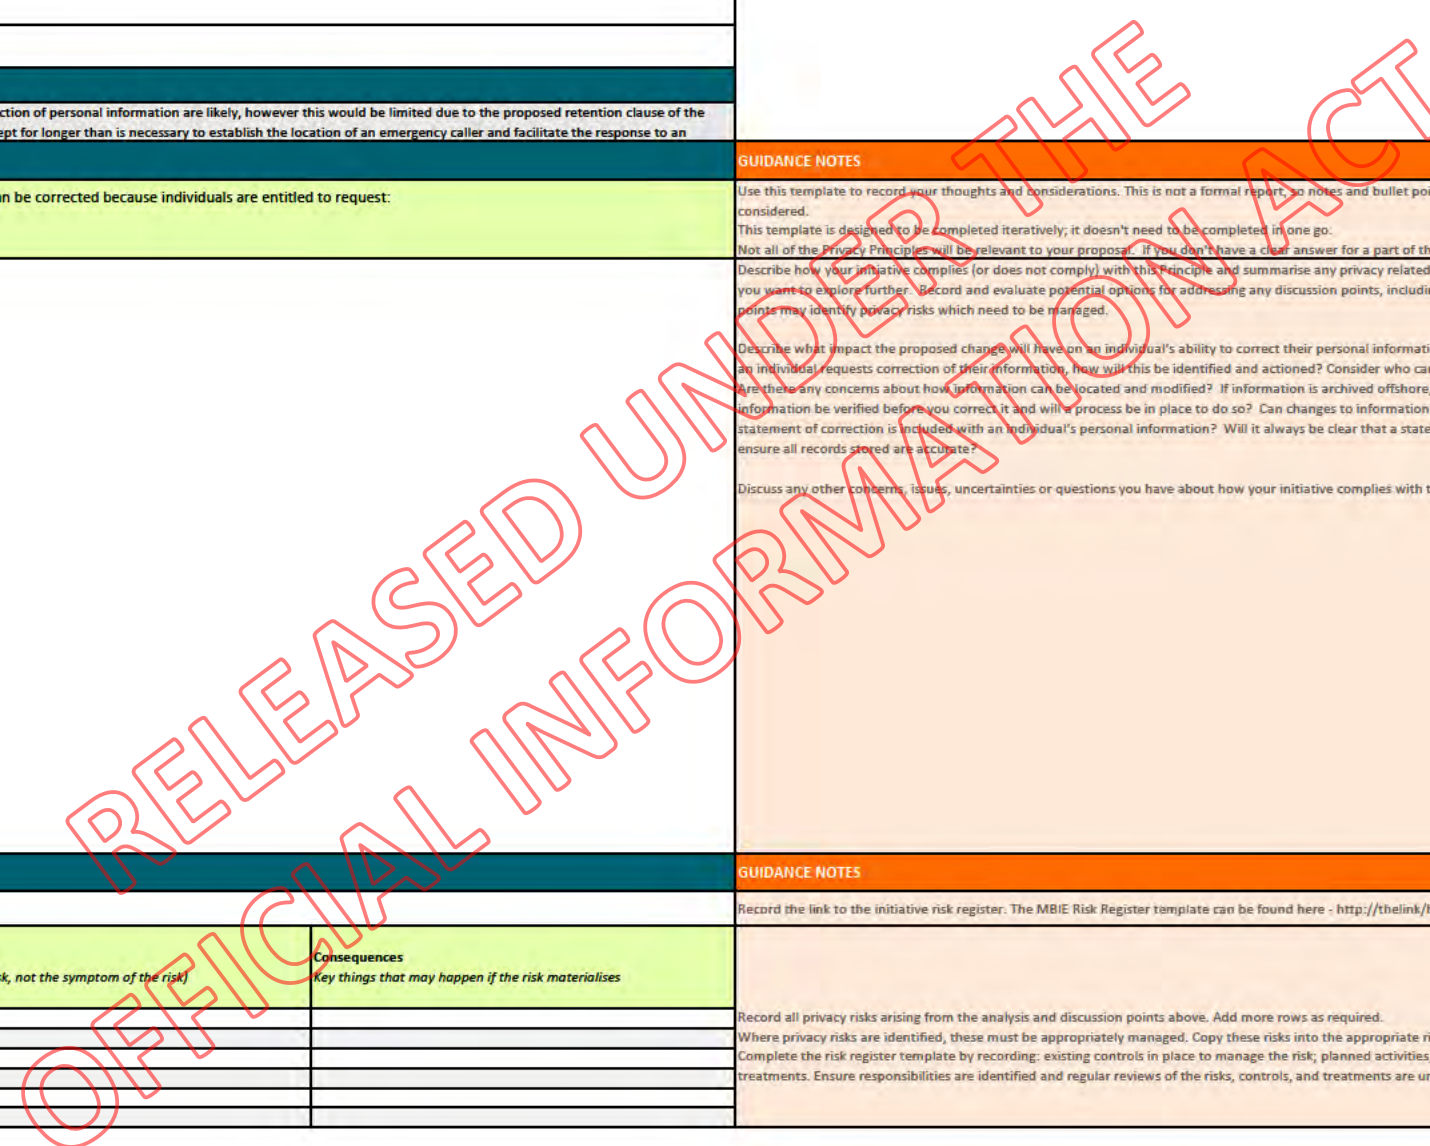 ction of personal information are likely, however this would be limited due to the proposed retention clause of the
ept for longer than is necessary to establish the location of an emergency caller and facilitate the response to an
GUIDANCE NOTES
an be corrected because individuals are entitled to request:
Use this template to record your thoughts and considerations. This is not a formal report, so notes and bullet poi
considered.
This template is designed to be completed iteratively; it doesn't need to be completed in one go.
Not all of the Privacy Principles will be relevant to your proposal. If you don't have a clear answer for a part of th
Describe how your initiative complies (or does not comply) with this Principle and summarise any privacy related
you want to explore further. Record and evaluate potential options for addressing any discussion points, includi
points may identify privacy risks which need to be managed.
Describe what impact the proposed change will have on an individual's ability to correct their personal informati
an individual requests correction of their information, how will this be identified and actioned? Consider who ca
Are there any concerns about how information can be located and modified? If information is archived offshore,
information be verified before you correct it and will a process be in place to do so? Can changes to information
statement of correction is included with an individual's personal information? Will it always be clear that a state
ensure all records stored are accurate?
Discuss any other concerns, issues, uncertainties or questions you have about how your initiative complies with t
GUIDANCE NOTES
Record the link to the initiative risk register. The MBIE Risk Register template can be found here - http://thelink/h
k, not the symptom of the risk)
Consequences
Key things that may happen if the risk materialises
Record all privacy risks arising from the analysis and discussion points above. Add more rows as required.
Where privacy risks are identified, these must be appropriately managed. Copy these risks into the appropriate ri
Complete the risk register template by recording: existing controls in place to manage the risk; planned activities
treatments. Ensure responsibilities are identified and regular reviews of the risks, controls, and treatments are un
RELEASED UNDER THE
OFFICIAL INFORMATION ACT